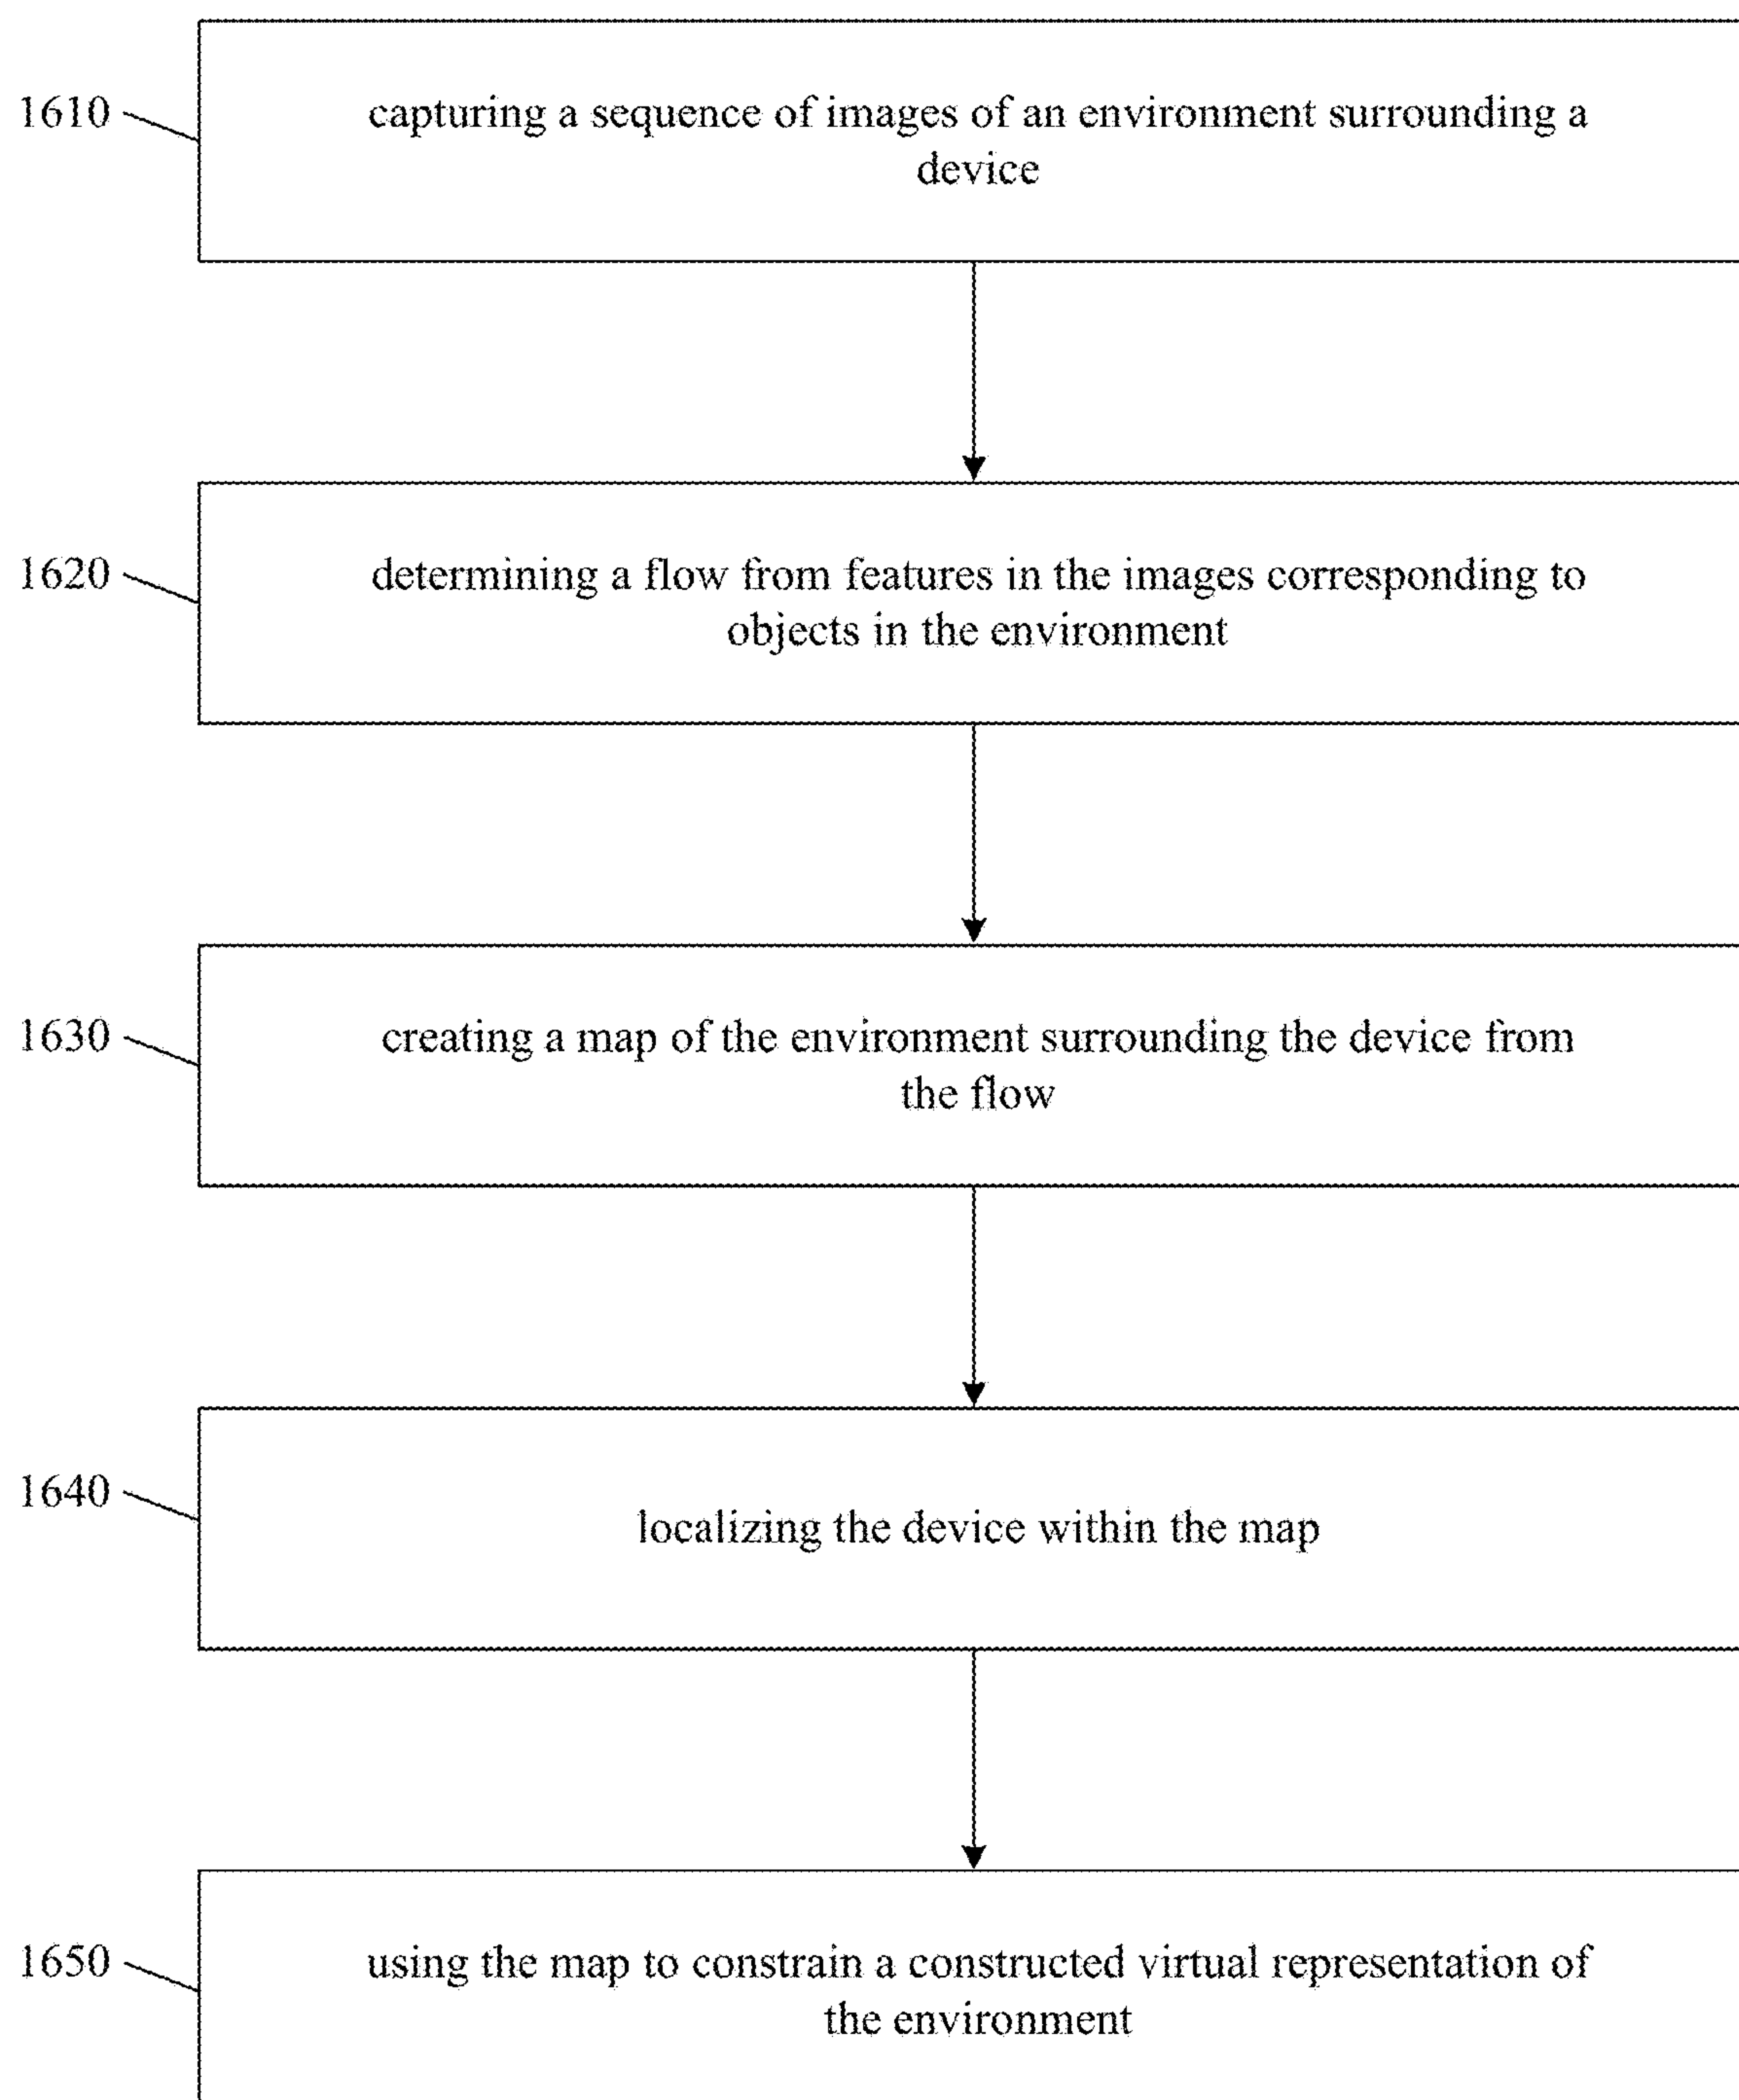 1610
capturing a sequence of images of an environment surrounding a
device
1620
determining a flow from features in the images corresponding to
objects in the environment
1630
creating a map of the environment surrounding the device from
the flow
1640
localizing the device within the map
1650
using the map to constrain a constructed virtual representation of
the environment